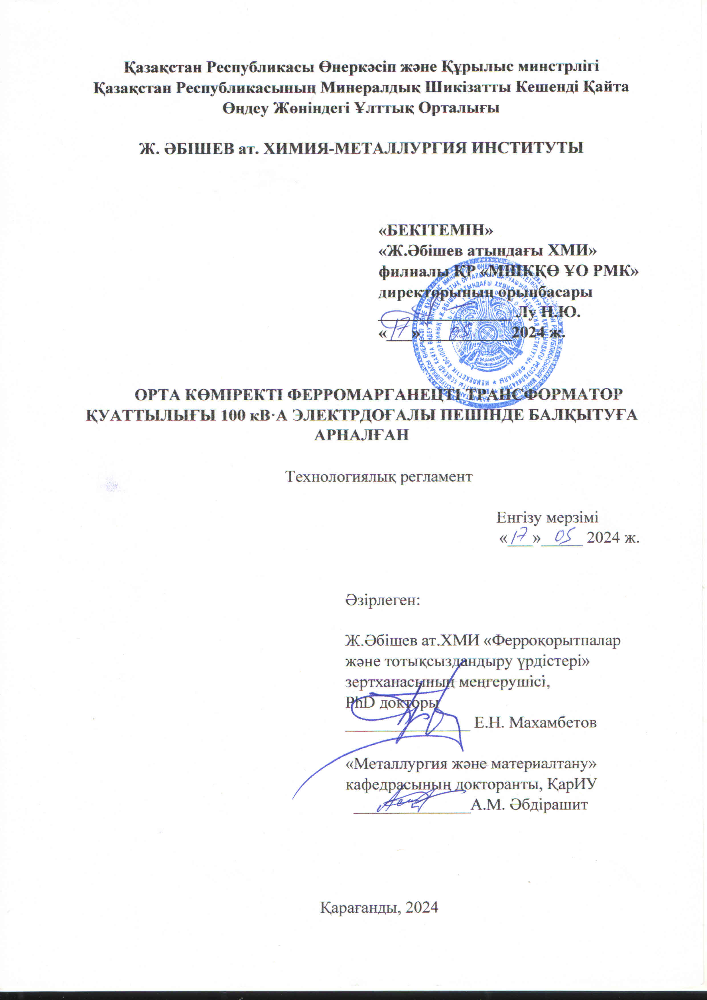 Қазақстан Республикасы Өнеркәсіп және Құрылыс минстрлігі
Қазақстан Республикасының Минералдық Шикізатты Кешенді Қайта
Өңдеу Жөніндегі Ұлттық Орталығы
Ж. ӘБІШЕВ ат. ХИМИЯ-МЕТАЛЛУРГИЯ ИНСТИТУТЫ
«БЕКІТЕМІН»
«Ж.Әбішев атындағы ХМИ»
филиалы ҚР «МШКҚӨ ҰО РМК»
директорының орынбасары
Лу Н.Ю.
«17» 05 2024 ж.
ОРТА КӨМІРЕКТІ ФЕРРОМАРГАНЕЦТІ ТРАНСФОРМАТОР
ҚУАТТЫЛЫҒЫ 100 кВ·А ЭЛЕКТРДОҒАЛЫ ПЕШІНДЕ БАЛҚЫТУҒА
АРНАЛҒАН
Технологиялық регламент
Енгізу мерзімі
«17» 05 2024 ж.
Әзірлеген:
Ж.Әбішев ат.ХМИ «Ферроқорытпалар
және тотықсыздандыру үрдістері»
зертханасының меңгерушісі,
PhD докторы
Е.Н. Махамбетов
«Металлургия және материалтану»
кафедрасының докторанты, ҚарИУ
А.М. Әбдірашит
Қарағанды, 2024